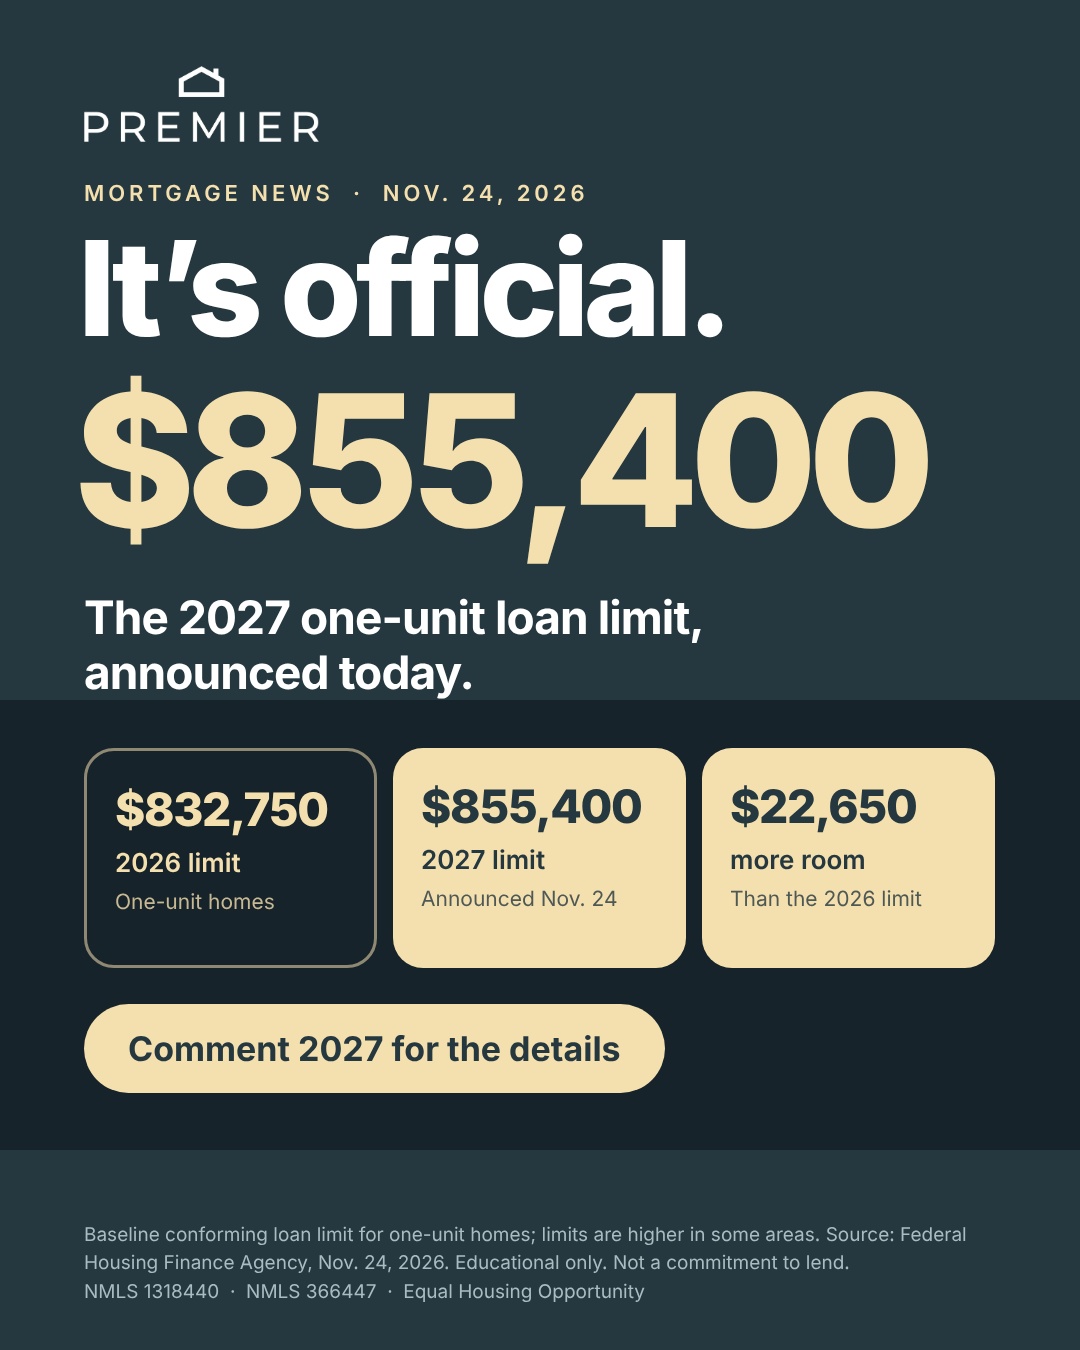 PREMIER
MORTGAGE NEWS · NOV. 24, 2026
It’s official.
$855,400
The 2027 one-unit loan limit,
announced today.
$832,750
2026 limit
One-unit homes
$855,400
2027 limit
Announced Nov. 24
$22,650
more room
Than the 2026 limit
Comment 2027 for the details
Baseline conforming loan limit for one-unit homes; limits are higher in some areas. Source: Federal
Housing Finance Agency, Nov. 24, 2026. Educational only. Not a commitment to lend.
NMLS 1318440 · NMLS 366447 · Equal Housing Opportunity